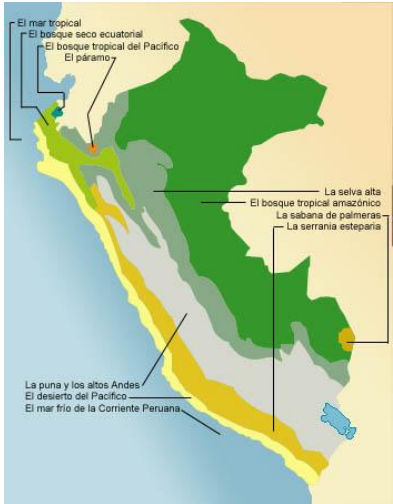 El mar tropical
El bosque seco ecuatorial
El bosque tropical del Pacífico
El páramo
La selva alta
El bosque tropical amazónico
La sabana de palmeras
La serrania esteparia
La puna y los altos Andes
El desierto del Pacífico
El mar frío de la Corriente Peruana